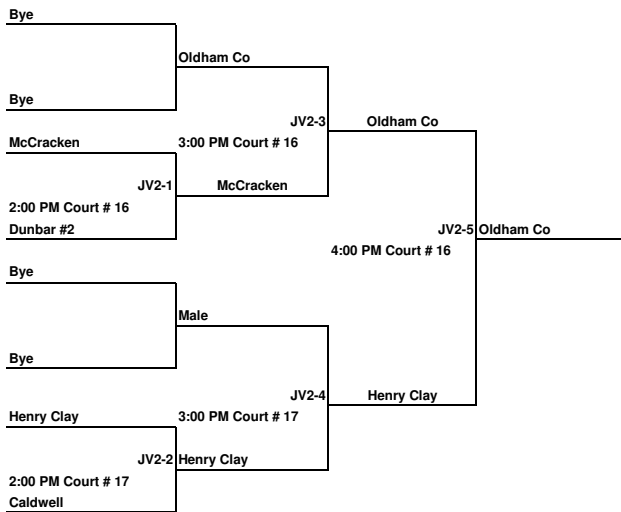 Bye
Oldham Co
Bye
JV2-3 Oldham Co
McCracken
3:00 PM Court # 16
JV2-1 McCracken
2:00 PM Court # 16
Dunbar #2
JV2-5 Oldham Co
4:00 PM Court # 16
Bye
Male
Bye
JV2-4 Henry Clay
Henry Clay
3:00 PM Court # 17
JV2-2 Henry Clay
2:00 PM Court # 17
Caldwell